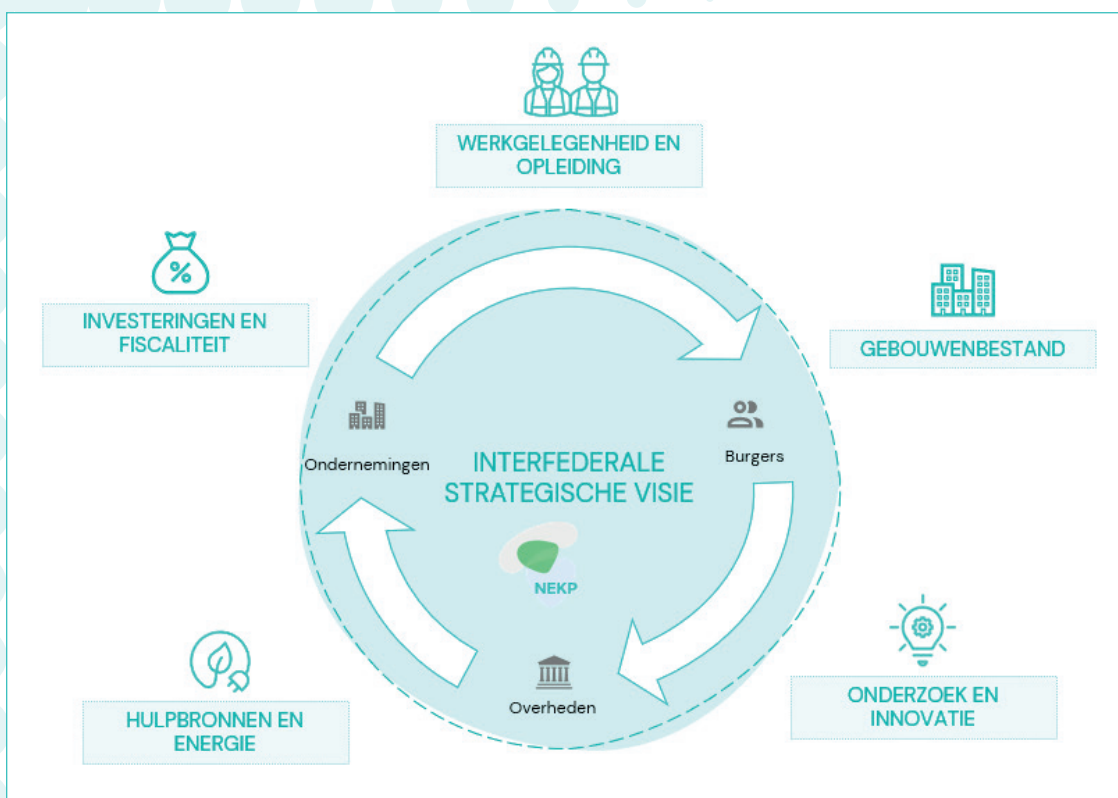 WERKGELEGENHEID EN
OPLEIDING
%
INVESTERINGEN EN
FISCALITEIT
GEBOUWENBESTAND
Ondernemingen
Burgers
INTERFEDERALE
STRATEGISCHE VISIE
NEKP
Overheden
HULPBRONNEN EN
ENERGIE
ONDERZOEK EN
INNOVATIE